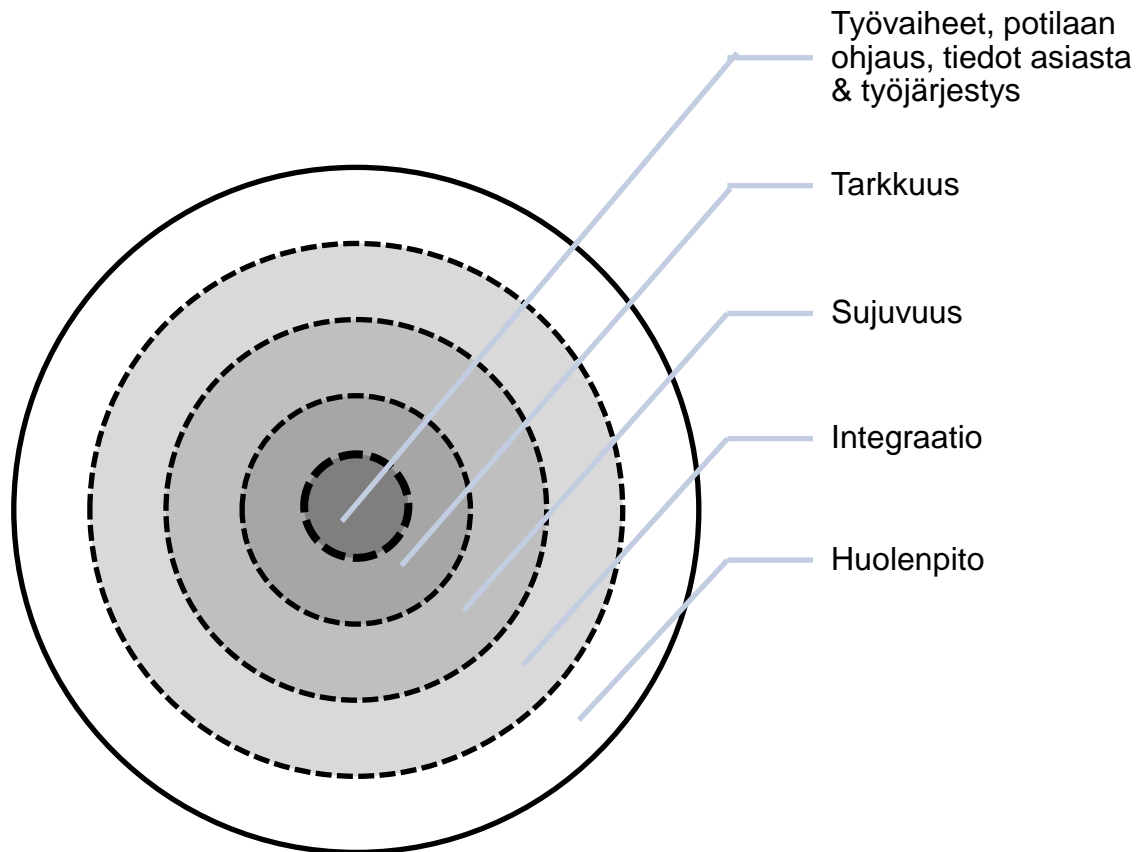 Työvaiheet, potilaan
ohjaus, tiedot asiasta
& työjärjestys
Tarkkuus
Sujuvuus
Integraatio
Huolenpito